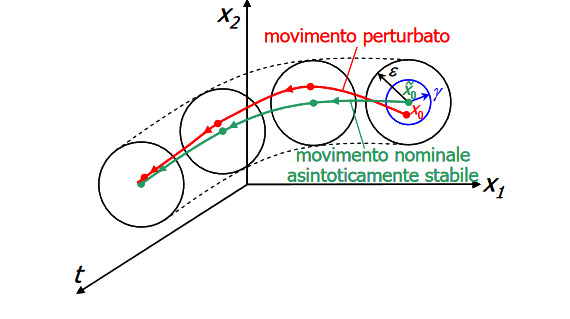 x2
movimento perturbato
ε
x̃0
γ
x0
movimento nominale
asintoticamente stabile
x1
t